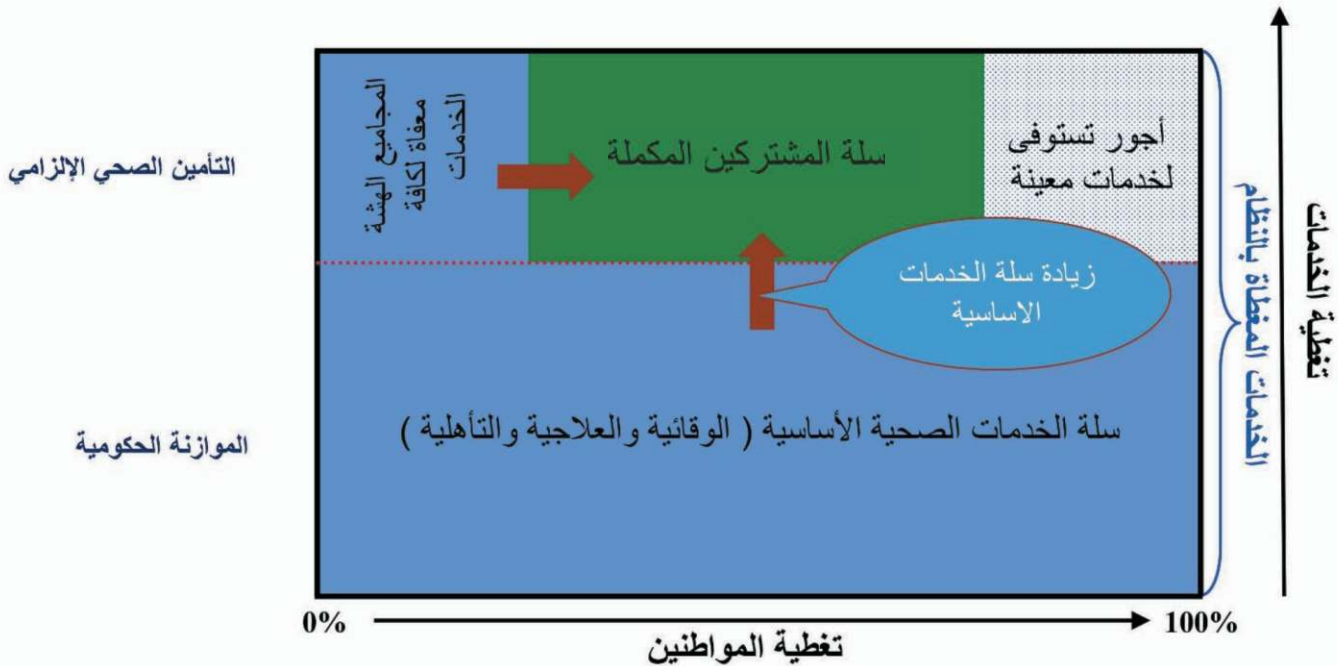 المجاميع الهشة
معفاة لكافة
الخدمات
سلة المشتركين المكملة
أجور تستوفى
لخدمات معينة
التأمين الصحي الإلزامي
زيادة سلة الخدمات
الاساسية
سلة الخدمات الصحية الأساسية ( الوقائية والعلاجية والتأهلية )
الموازنة الحكومية
الخدمات المغطاة بالنظام
تغطية الخدمات
0%
100%
تغطية المواطنين